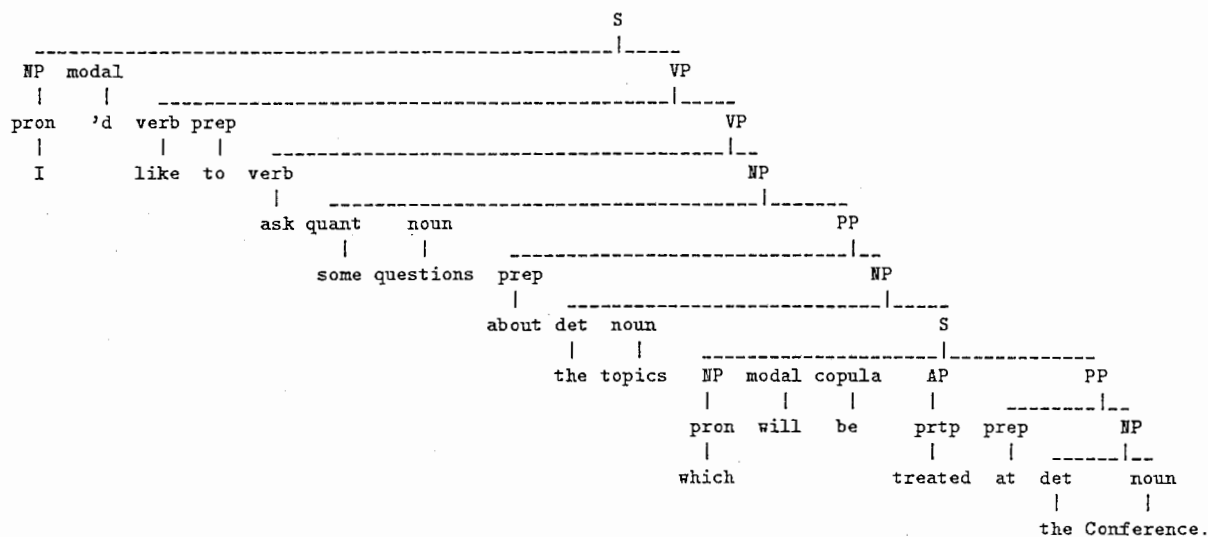 S
NP modal VP
pron 'd verb prep VP
I like to verb NP
ask quant noun PP
some questions prep NP
about det noun S
the topics NP modal copula AP PP
pron will be prtp prep NP
which treated at det noun
the Conference.